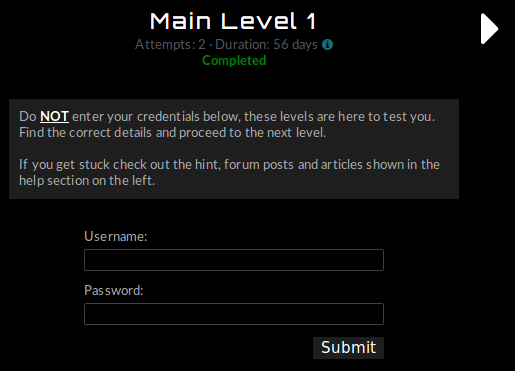 Main Level 1
Attempts: 2 · Duration: 56 days
Completed
Do NOT enter your credentials below, these levels are here to test you.
Find the correct details and proceed to the next level.
If you get stuck check out the hint, forum posts and articles shown in the
help section on the left.
Username:
Password:
Submit